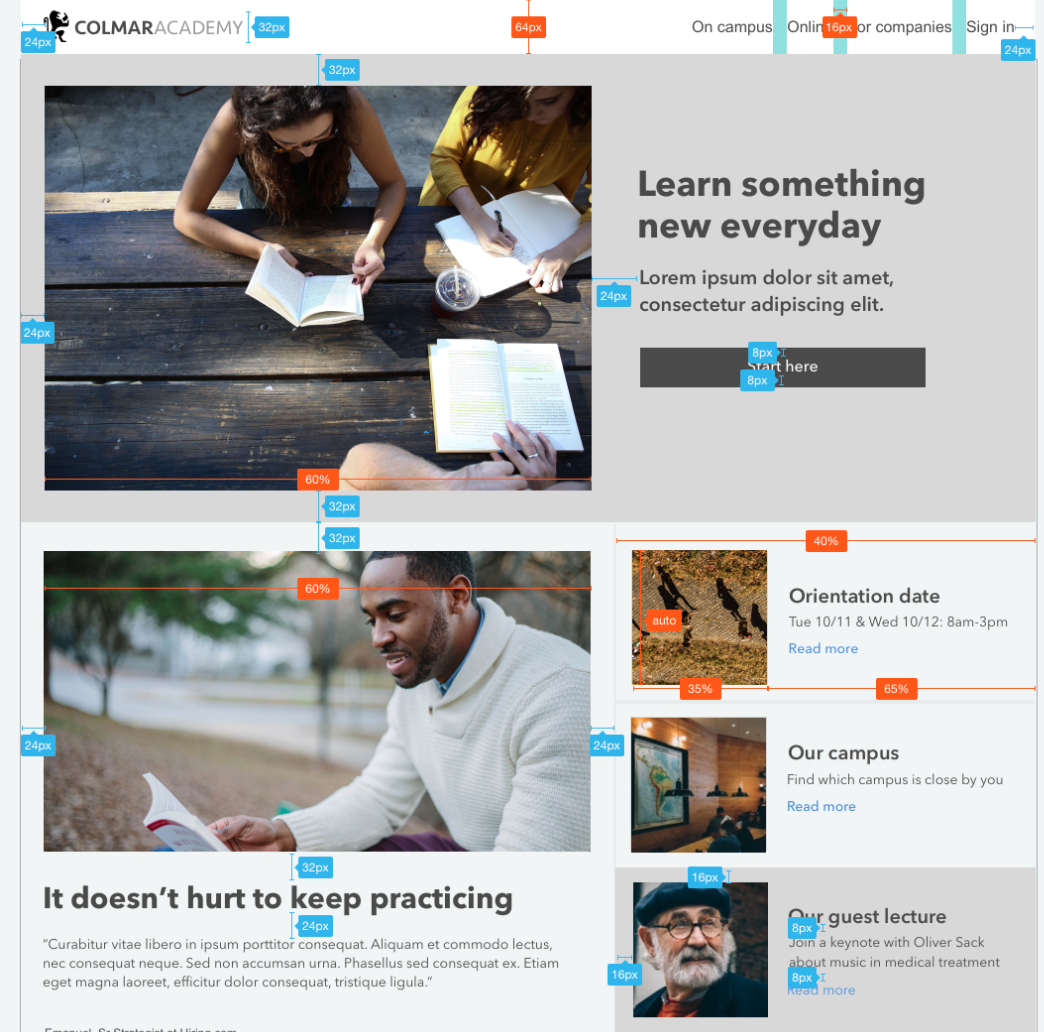 COLMARACADEMY
32px
64px
On campus
Onlin
16px
or companies
Sign in
24px
24px
32px
Learn something
new everyday
Lorem ipsum dolor sit amet,
consectetur adipiscing elit.
24px
24px
8px
Start here
8px
60%
32px
32px
40%
60%
Orientation date
auto
Tue 10/11 & Wed 10/12: 8am-3pm
Read more
35%
65%
24px
24px
Our campus
Find which campus is close by you
Read more
32px
16px
It doesn’t hurt to keep practicing
24px
Our guest lecture
8px
“Curabitur vitae libero in ipsum porttitor consequat. Aliquam et commodo lectus,
nec consequat neque. Sed non accumsan urna. Phasellus sed consequat ex. Etiam
eget magna laoreet, efficitur dolor consequat, tristique ligula.”
Join a keynote with Oliver Sack
about music in medical treatment
16px
8px
Read more
Emanuel, Sr Strategist at Hiring.com